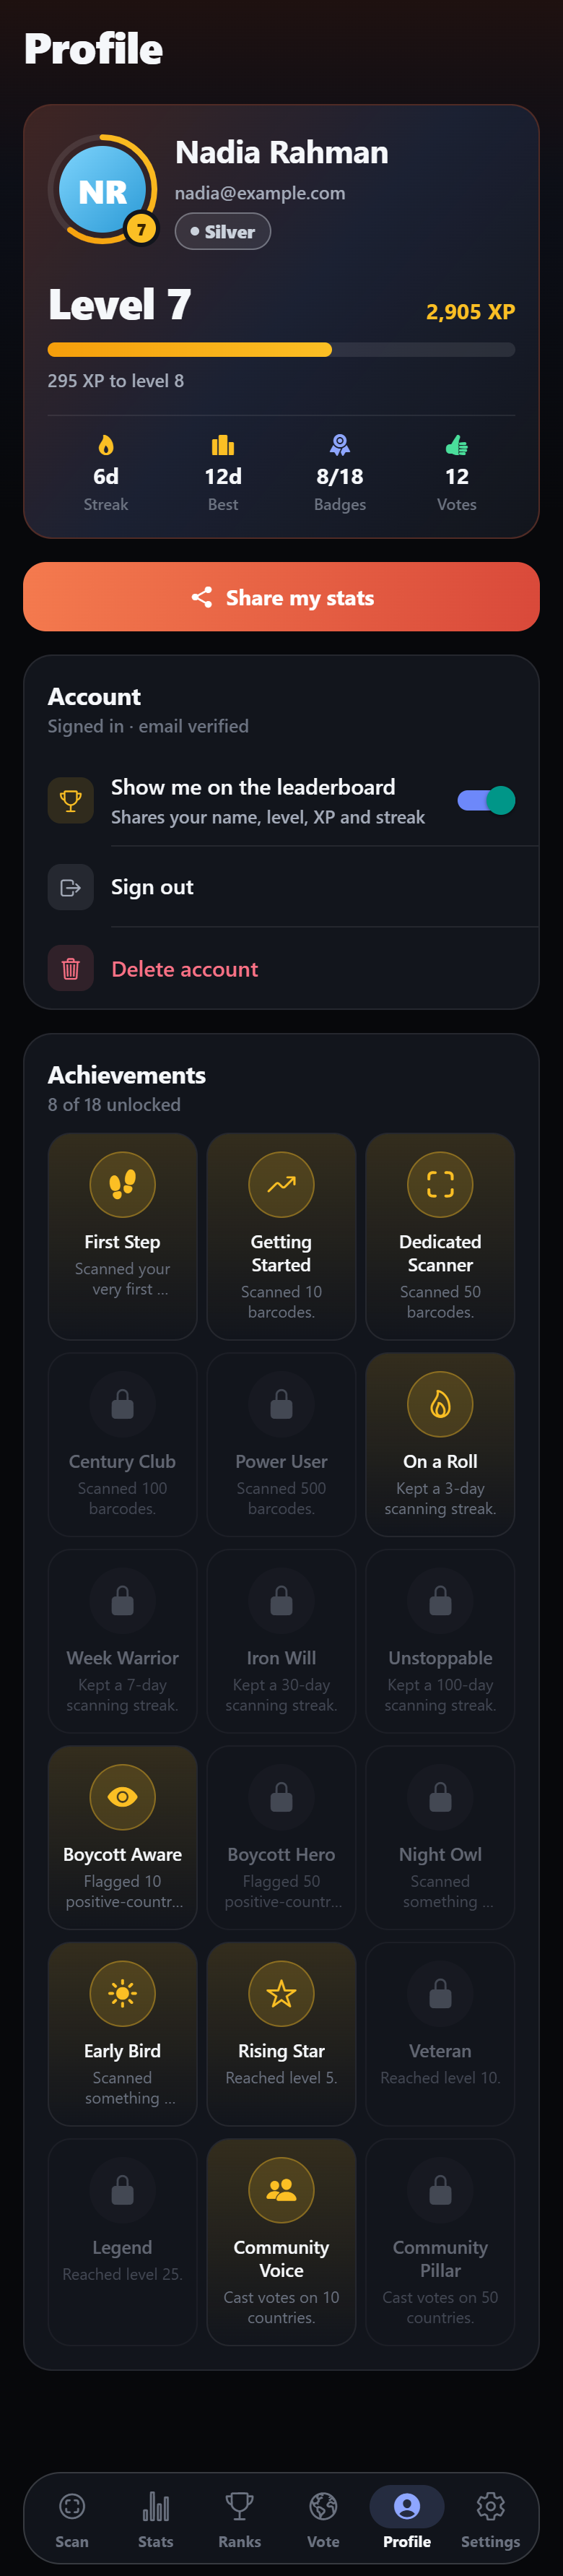 Profile
NR
7
Nadia Rahman
nadia@example.com
Silver
Level 7
2,905 XP
295 XP to level 8
6d
12d
8/18
12
Streak
Best
Badges
Votes
Share my stats
Account
Signed in · email verified
Show me on the leaderboard
Shares your name, level, XP and streak
Sign out
Delete account
Achievements
8 of 18 unlocked
First Step
Scanned your
very first ...
Getting
Started
Scanned 10
barcodes.
Dedicated
Scanner
Scanned 50
barcodes.
Century Club
Scanned 100
barcodes.
Power User
Scanned 500
barcodes.
On a Roll
Kept a 3-day
scanning streak.
Week Warrior
Kept a 7-day
scanning streak.
Iron Will
Kept a 30-day
scanning streak.
Unstoppable
Kept a 100-day
scanning streak.
Boycott Aware
Flagged 10
positive-countr...
Boycott Hero
Flagged 50
positive-countr...
Night Owl
Scanned
something ...
Early Bird
Scanned
something ...
Rising Star
Reached level 5.
Veteran
Reached level 10.
Legend
Reached level 25.
Community
Voice
Cast votes on 10
countries.
Community
Pillar
Cast votes on 50
countries.
Scan
Stats
Ranks
Vote
Profile
Settings